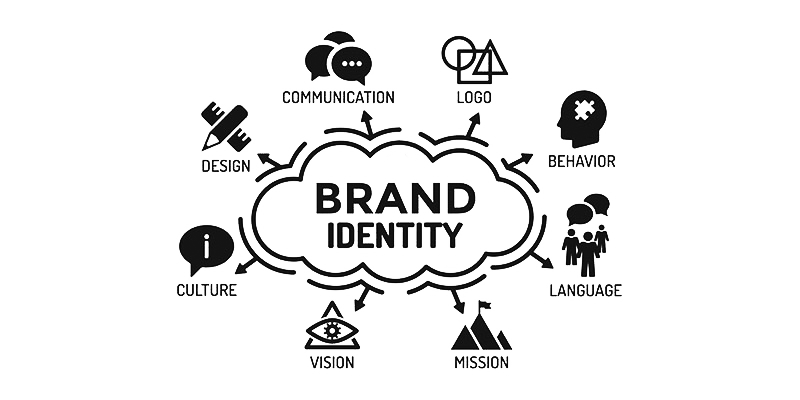 COMMUNICATION
LOGO
DESIGN
BEHAVIOR
BRAND
IDENTITY
i
CULTURE
LANGUAGE
VISION
MISSION